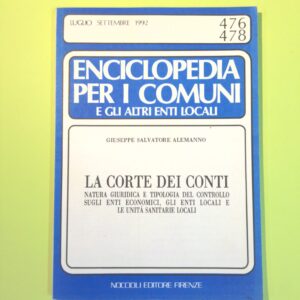 LUGLIO SETTEMBRE 1992
476
478
ENCICLOPEDIA
PER I COMUNI
E GLI ALTRI ENTI LOCALI
GIUSEPPE SALVATORE ALEMANNO
LA CORTE DEI CONTI
NATURA GIURIDICA E TIPOLOGIA DEL CONTROLLO
SUGLI ENTI ECONOMICI, GLI ENTI LOCALI E
LE UNITÀ SANITARIE LOCALI
NOCCIOLI EDITORE FIRENZE